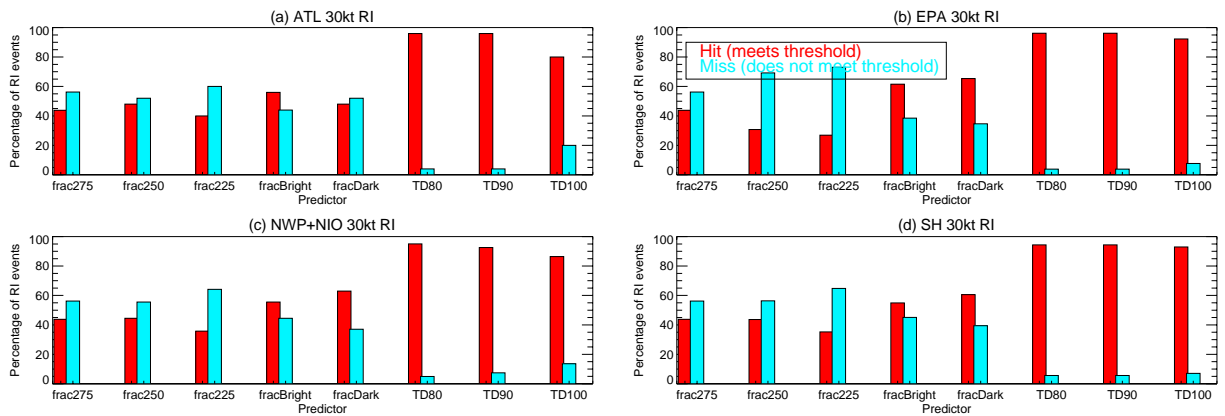 (a) ATL 30kt RI
Percentage of RI events
100
80
60
40
20
0
frac275 frac250 frac225 fracBright fracDark TD80 TD90 TD100
Predictor
(b) EPA 30kt RI
Hit (meets threshold)
Miss (does not meet threshold)
Percentage of RI events
100
80
60
40
20
0
frac275 frac250 frac225 fracBright fracDark TD80 TD90 TD100
Predictor
(c) NWP+NIO 30kt RI
Percentage of RI events
100
80
60
40
20
0
frac275 frac250 frac225 fracBright fracDark TD80 TD90 TD100
Predictor
(d) SH 30kt RI
Percentage of RI events
100
80
60
40
20
0
frac275 frac250 frac225 fracBright fracDark TD80 TD90 TD100
Predictor